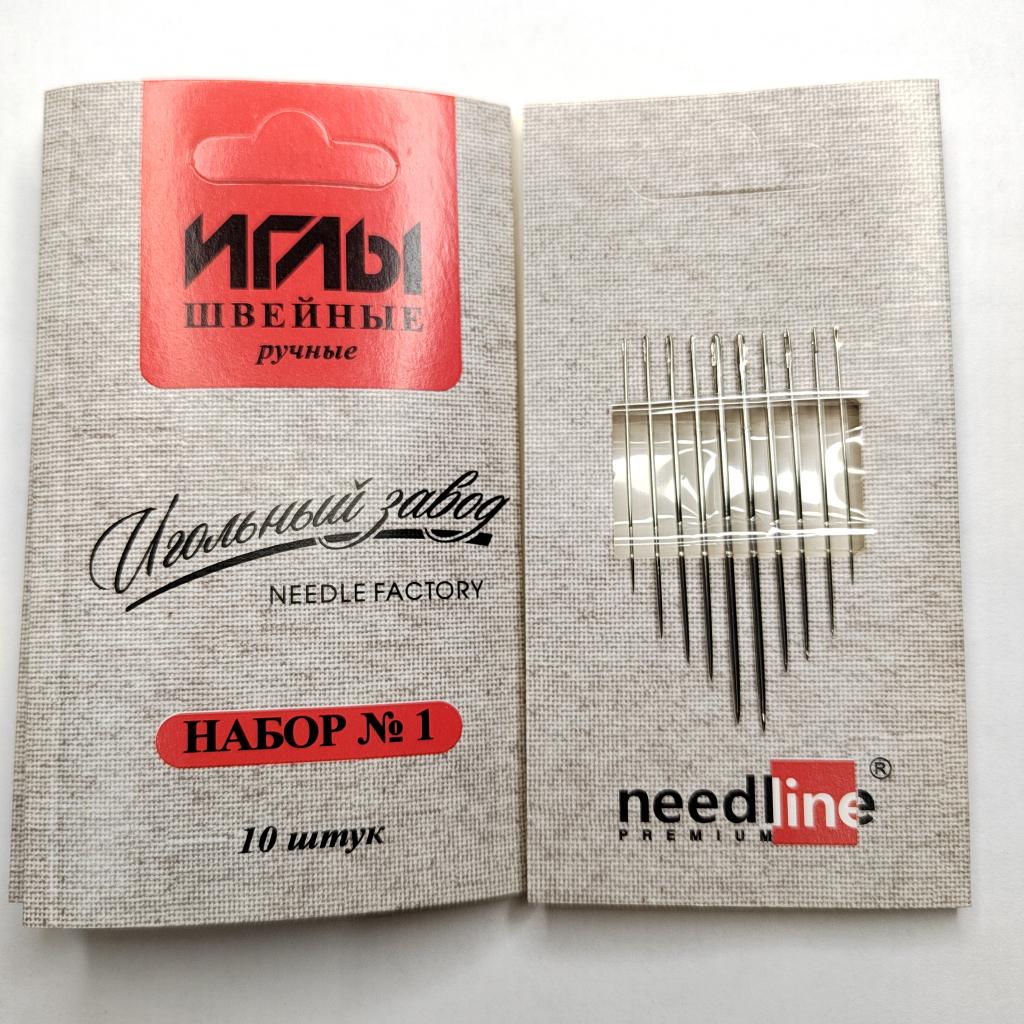 ИГЛЫ
ШВЕЙНЫЕ
ручные
Игольный завод
NEEDLE FACTORY
НАБОР № 1
10 штук
needline®
PREMIUM